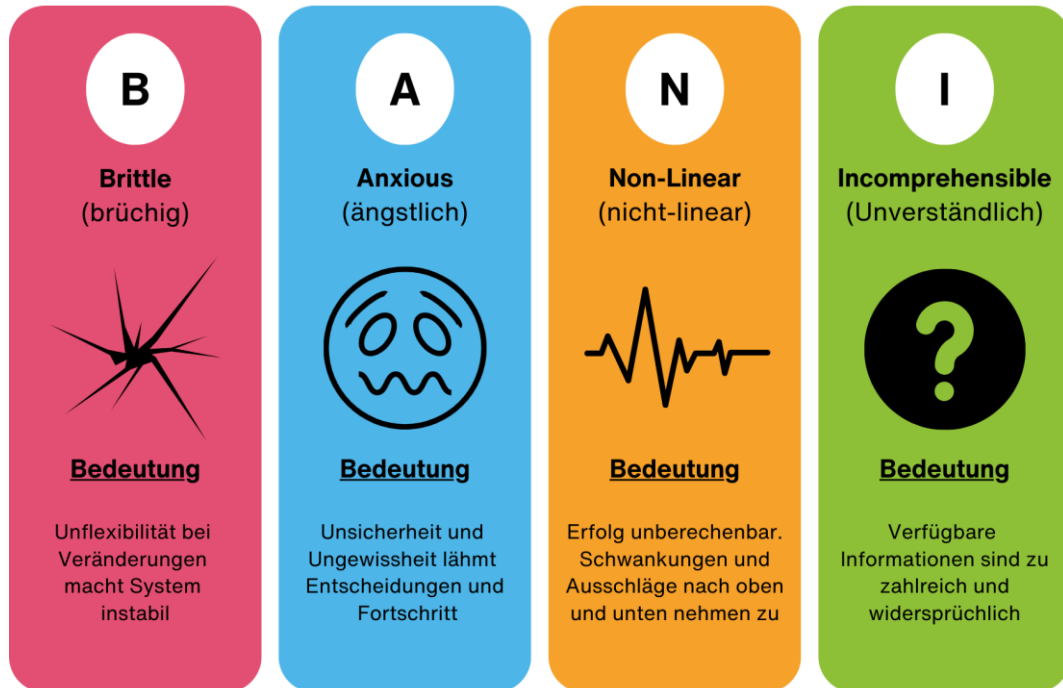 B
Brittle
(brüchig)
Bedeutung
Unflexibilität bei
Veränderungen
macht System
instabil
A
Anxious
(ängstlich)
Bedeutung
Unsicherheit und
Ungewissheit lähmt
Entscheidungen und
Fortschritt
N
Non-Linear
(nicht-linear)
Bedeutung
Erfolg unberechenbar.
Schwankungen und
Ausschläge nach oben
und unten nehmen zu
I
Incomprehensible
(Unverständlich)
?
Bedeutung
Verfügbare
Informationen sind zu
zahlreich und
widersprüchlich